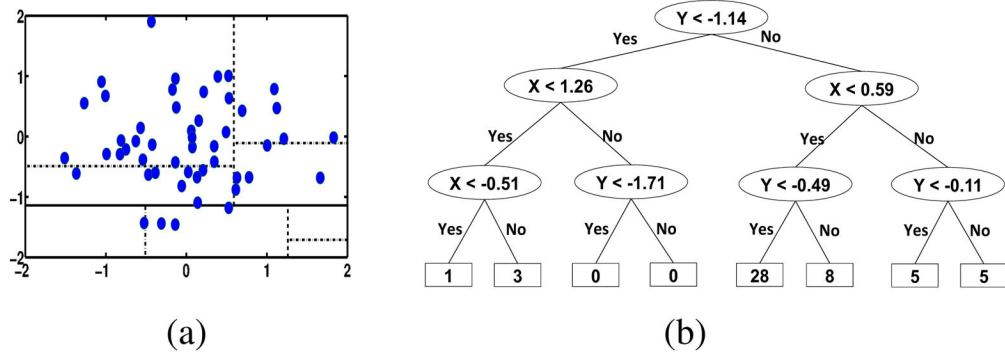 2
1
0
−1
−2
−2 −1 0 1 2
(a)
Y < -1.14
Yes No
X < 1.26 X < 0.59
Yes No Yes No
X < -0.51 Y < -1.71 Y < -0.49 Y < -0.11
Yes No Yes No Yes No Yes No
1 3 0 0 28 8 5 5
(b)